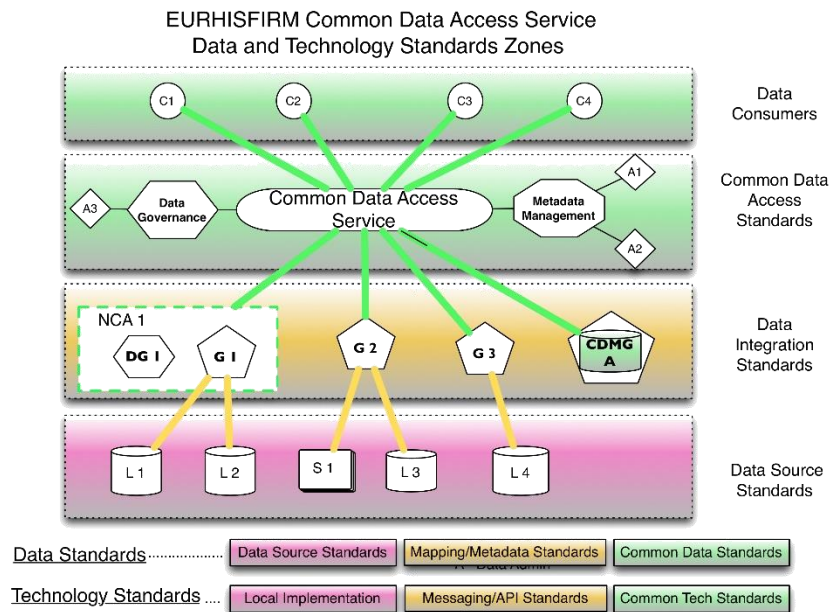 EURHISFIRM Common Data Access Service
Data and Technology Standards Zones
C1
C2
C3
C4
Data
Consumers
A3
Data
Governance
Common Data Access
Service
Metadata
Management
A1
A2
Common Data
Access
Standards
NCA 1
DG 1
G 1
G 2
G 3
CDMG
A
Data
Integration
Standards
L 1
L 2
S 1
L 3
L 4
Data Source
Standards
Data Standards
Data Source Standards
Mapping/Metadata Standards
Common Data Standards
Technology Standards ....
Local Implementation
Messaging/API Standards
Common Tech Standards